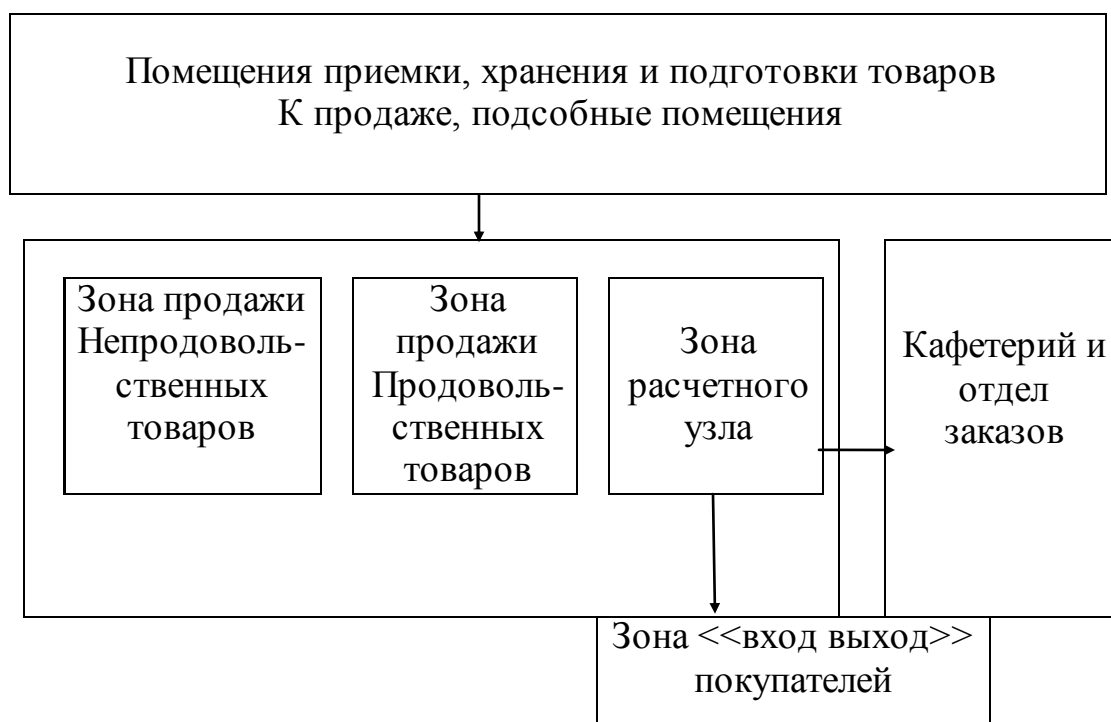 Помещения приемки, хранения и подготовки товаров
К продаже, подсобные помещения
Зона продажи
Непродоволь-
ственных
товаров
Зона
продажи
Продоволь-
ственных
товаров
Зона
расчетного
узла
Кафетерий и
отдел
заказов
Зона <<вход выход>>
покупателей